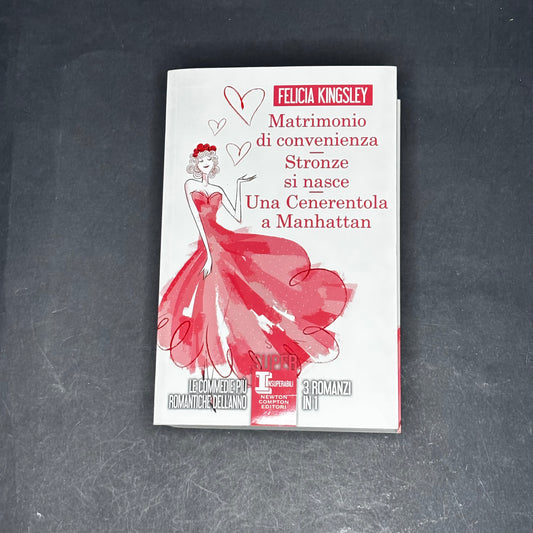 FELICIA KINGSLEY
Matrimonio
di convenienza
Stronze
si nasce
Una Cenerentola
a Manhattan
SUPER
INSUPERABILI
LE COMMEDIE PIÙ
ROMANTICHE DELL'ANNO
NEWTON
COMPTON
EDITORI
3 ROMANZI
IN 1